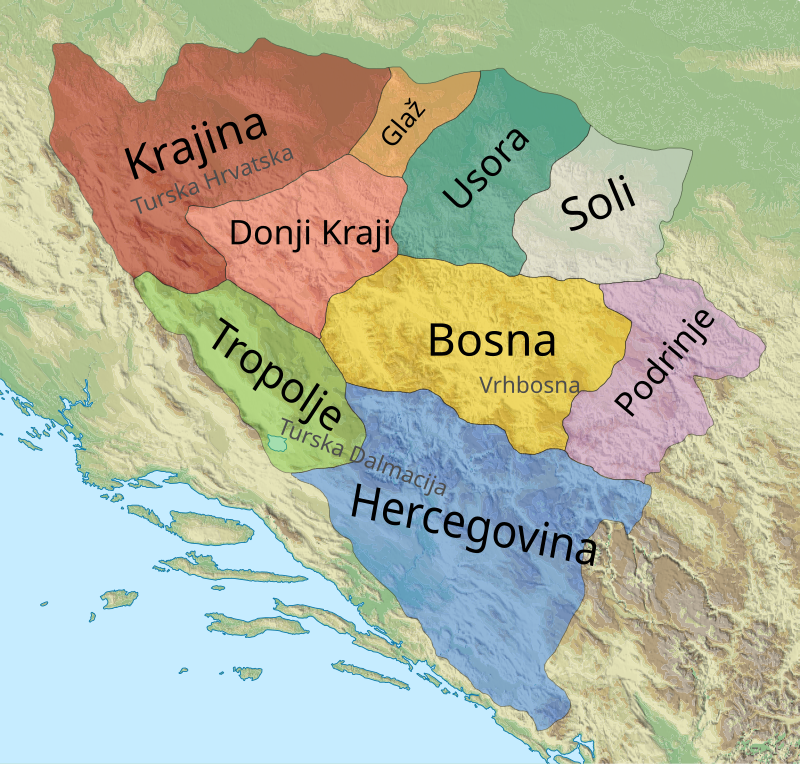 Glaž
Krajina
Turska Hrvatska
Usora
Soli
Donji Kraji
Bosna
Vrhbosna
Podrinje
Tropolje
Turska Dalmacija
Hercegovina